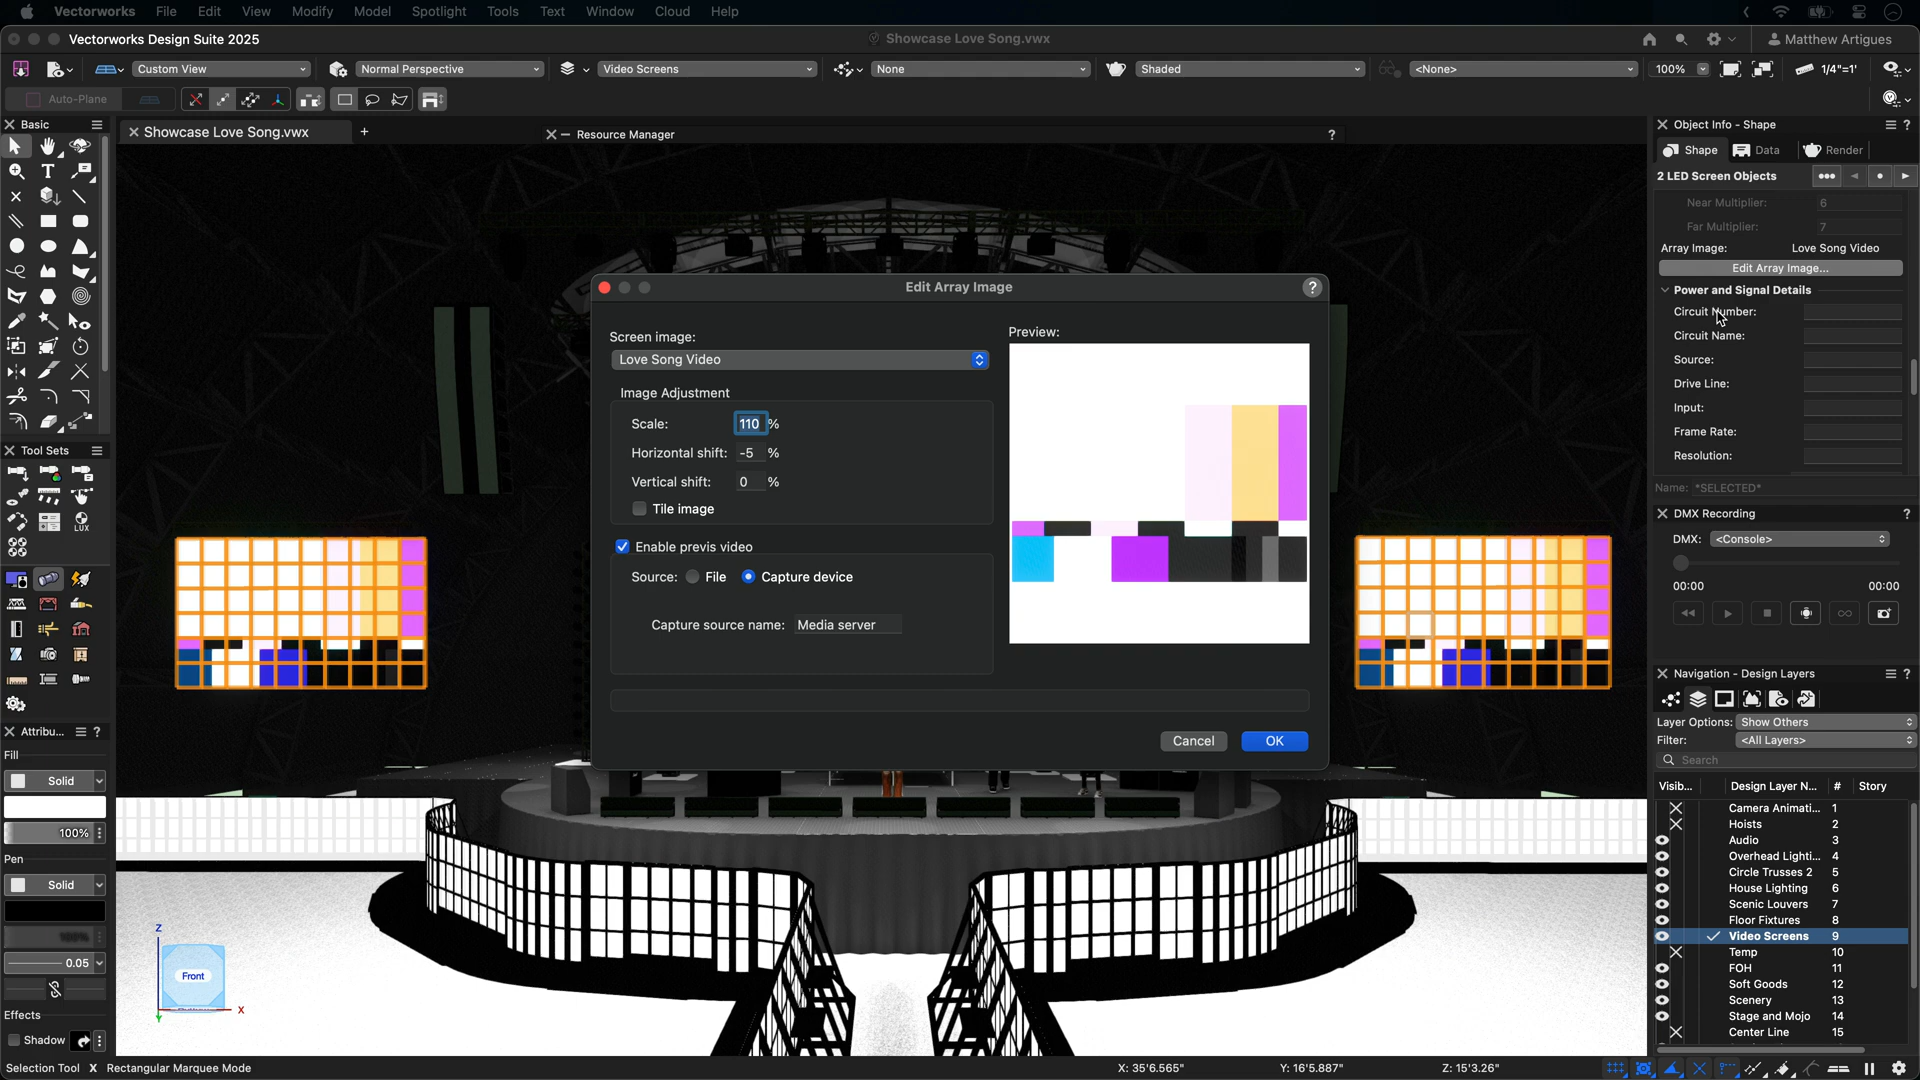 Vectorworks File Edit View Modify Model Spotlight Tools Text Window Cloud Help
Vectorworks Design Suite 2025
Showcase Love Song.vwx
Matthew Artigues
Custom View
Normal Perspective
Video Screens
None
Shaded
<None>
100%
1/4"=1'
Auto-Plane
Basic
Showcase Love Song.vwx
+
Resource Manager
?
Object Info - Shape
?
Shape
Data
Render
2 LED Screen Objects
Near Multiplier: 6
Far Multiplier: 7
Array Image: Love Song Video
Edit Array Image...
Power and Signal Details
Circuit Number:
Circuit Name:
Source:
Drive Line:
Input:
Frame Rate:
Resolution:
Name: *SELECTED*
Edit Array Image
?
Screen image:
Love Song Video
Image Adjustment
Scale: 110 %
Horizontal shift: -5 %
Vertical shift: 0 %
Tile image
Enable previs video
Source: File Capture device
Capture source name: Media server
Preview:
Cancel
OK
Tool Sets
LUX
Attribu... ?
Fill
Solid
100%
Pen
Solid
100%
0.05
Effects
Shadow
Z
Front
X
Y
DMX Recording
?
DMX: <Console>
00:00
00:00
Navigation - Design Layers
?
Layer Options: Show Others
Filter: <All Layers>
Search
Visib... Design Layer N... # Story
Camera Animati... 1
Hoists 2
Audio 3
Overhead Lighti... 4
Circle Trusses 2 5
House Lighting 6
Scenic Louvers 7
Floor Fixtures 8
Video Screens 9
Temp 10
FOH 11
Soft Goods 12
Scenery 13
Stage and Mojo 14
Center Line 15
Selection Tool X Rectangular Marquee Mode
X: 35'6.565"
Y: 16'5.887"
Z: 15'3.26"